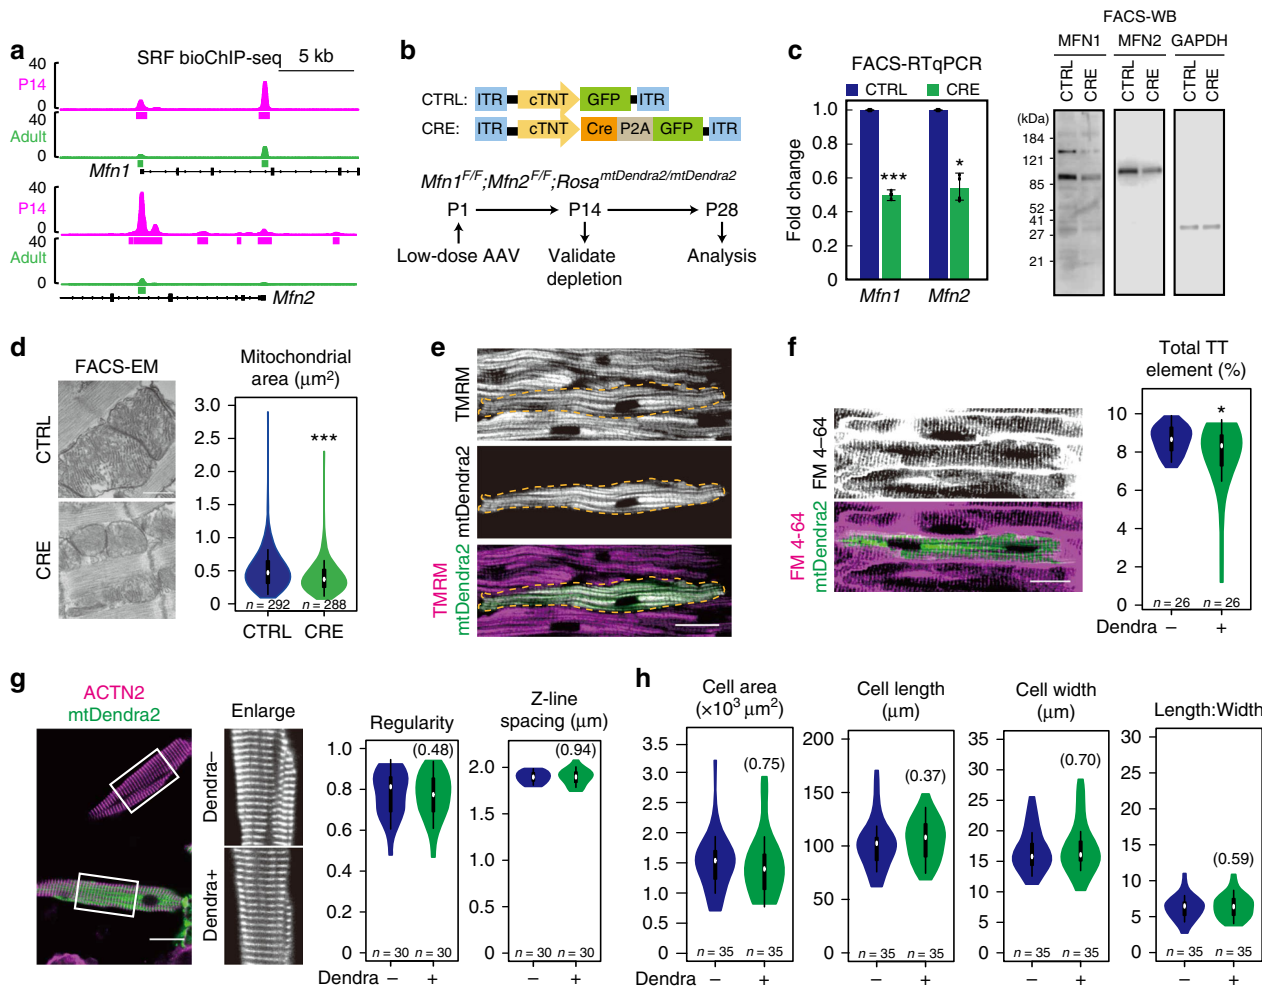 a
SRF bioChIP-seq
5 kb
40
P14
0
40
Adult
0
Mfn1
40
P14
0
40
Adult
0
Mfn2
b
CTRL: ITR cTNT GFP ITR
CRE: ITR cTNT Cre P2A GFP ITR
Mfn1F/F;Mfn2F/F;RosamtDendra2/mtDendra2
P1 P14 P28
Low-dose AAV Validate depletion Analysis
c
FACS-RTqPCR
CTRL CRE
Fold change
1.0
0.8
0.6
0.4
0.2
0
***
*
Mfn1 Mfn2
FACS-WB
MFN1 MFN2 GAPDH
CTRL CRE CTRL CRE CTRL CRE
(kDa)
184
121
85
52
41
27
21
d
FACS-EM
CTRL
CRE
Mitochondrial
area (μm2)
3.0
2.5
2.0
1.5
1.0
0.5
0
***
n = 292 n = 288
CTRL CRE
e
TMRM
mtDendra2
TMRM
mtDendra2
f
FM 4–64
FM 4-64
mtDendra2
Total TT
element (%)
10
8
6
4
2
0
*
n = 26 n = 26
Dendra − +
g
ACTN2
mtDendra2
Enlarge
Dendra−
Dendra+
Regularity
(0.48)
1.0
0.8
0.6
0.4
0.2
0
n = 30 n = 30
Dendra − +
Z-line
spacing (μm)
(0.94)
2.0
1.5
1.0
0.5
0
n = 30 n = 30
− +
h
Cell area
(×103 μm2)
(0.75)
3.5
3.0
2.5
2.0
1.5
1.0
0.5
0
n = 35 n = 35
Dendra − +
Cell length
(μm)
(0.37)
200
150
100
50
0
n = 35 n = 35
− +
Cell width
(μm)
(0.70)
35
30
25
20
15
10
5
0
n = 35 n = 35
− +
Length:Width
(0.59)
30
25
20
15
10
5
0
n = 35 n = 35
− +